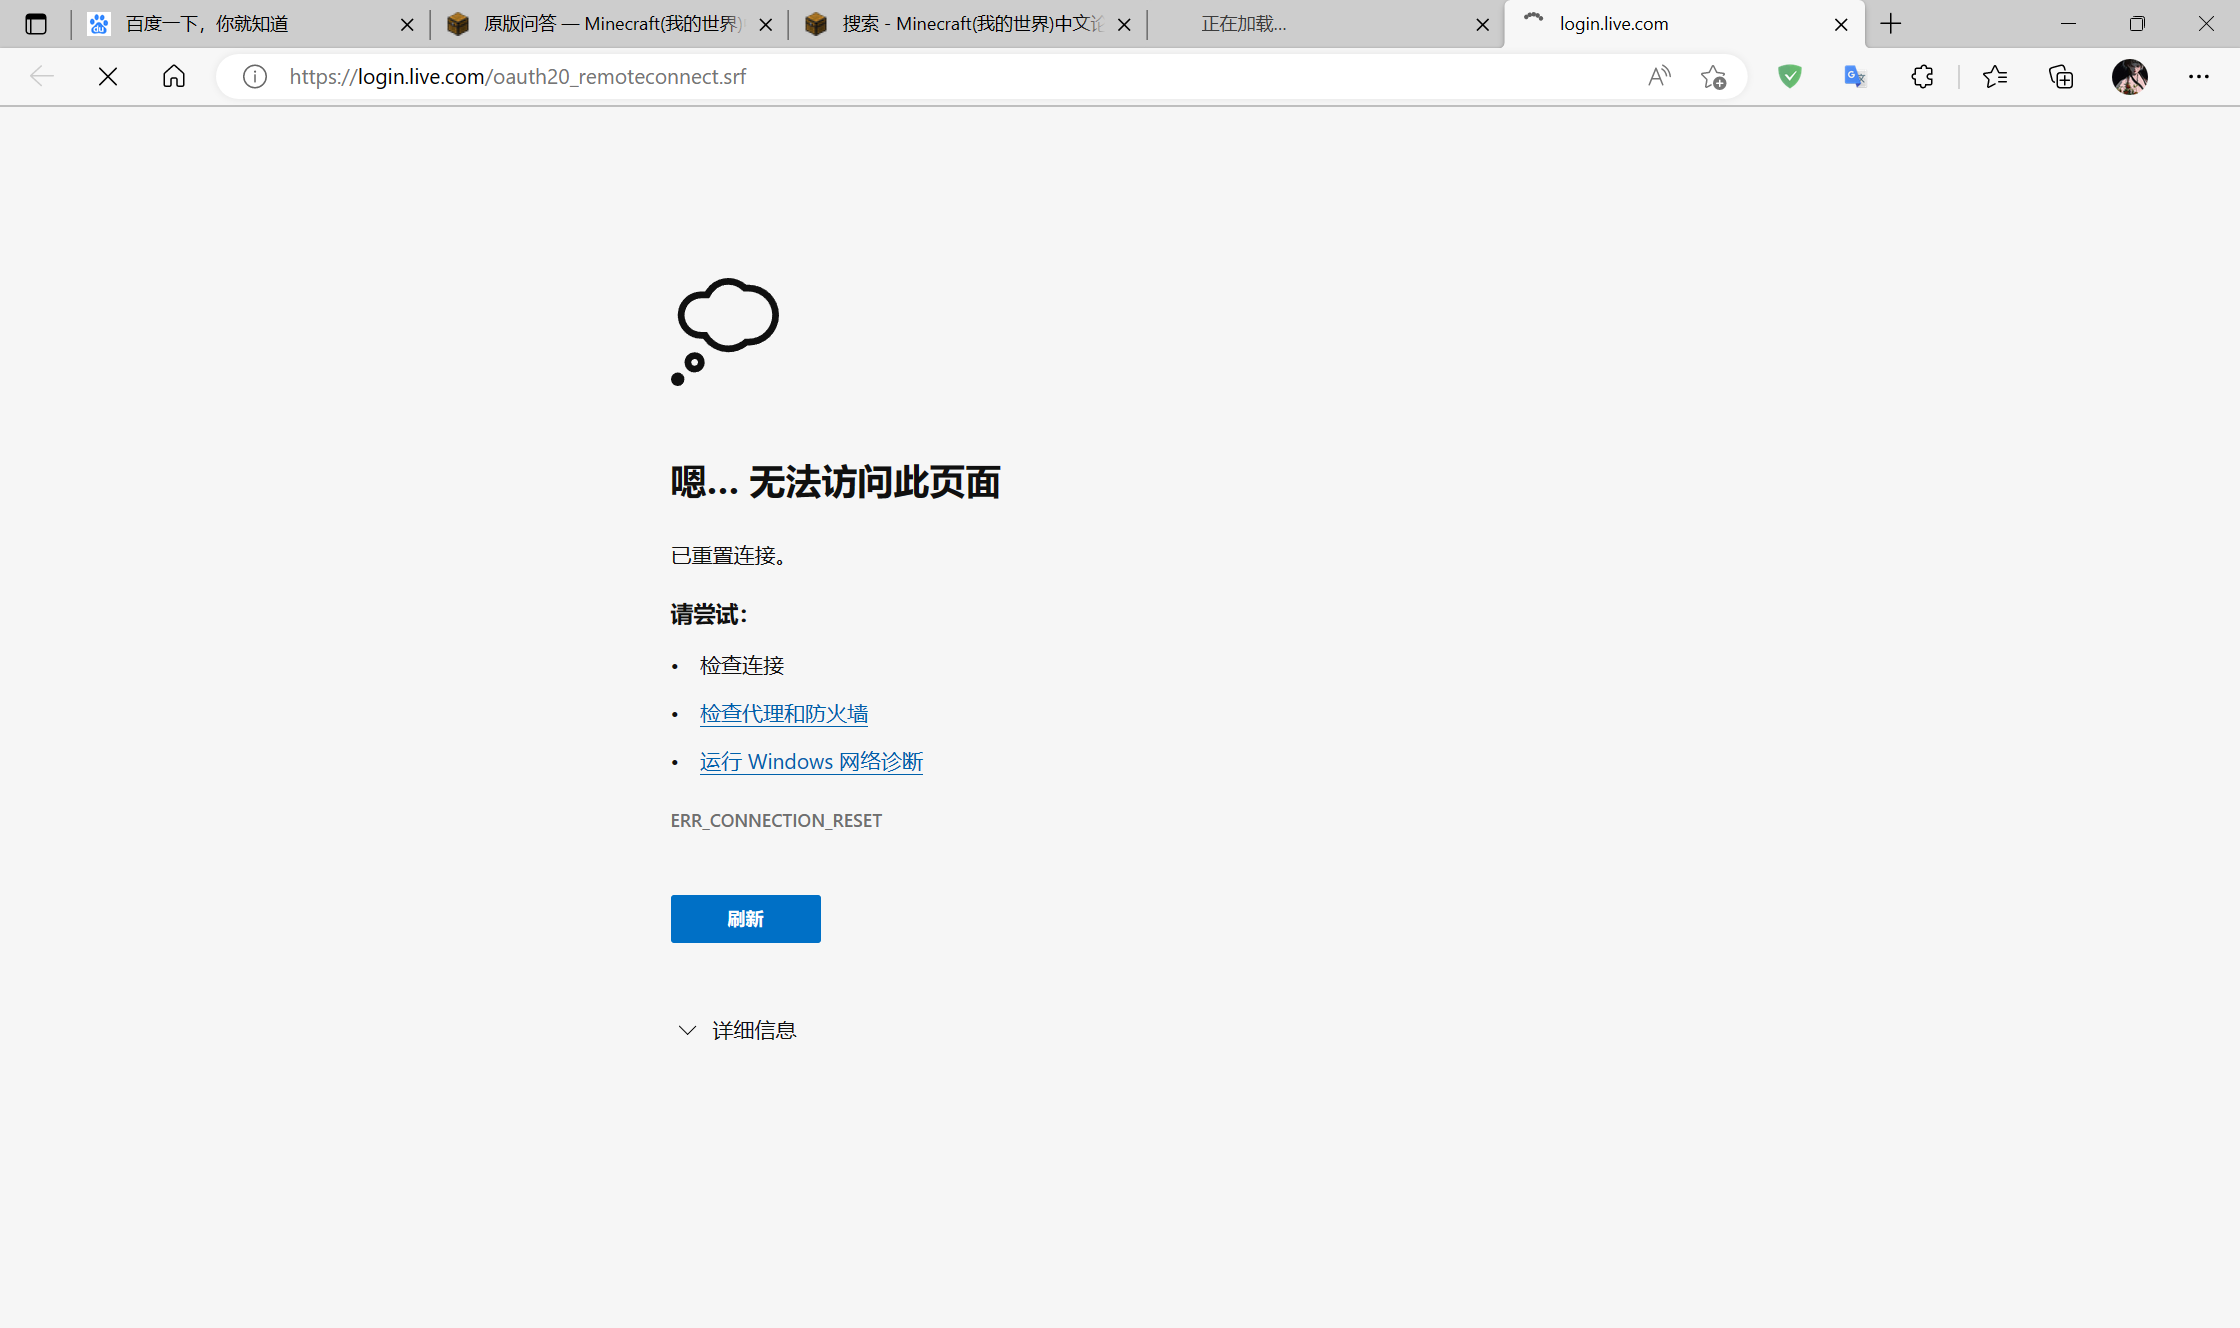 百度一下，你就知道
原版问答 — Minecraft(我的世界)
搜索 - Minecraft(我的世界)中文论
正在加载...
login.live.com
https://login.live.com/oauth20_remoteconnect.srf
嗯... 无法访问此页面
已重置连接。
请尝试：
• 检查连接
• 检查代理和防火墙
• 运行 Windows 网络诊断
ERR_CONNECTION_RESET
刷新
详细信息